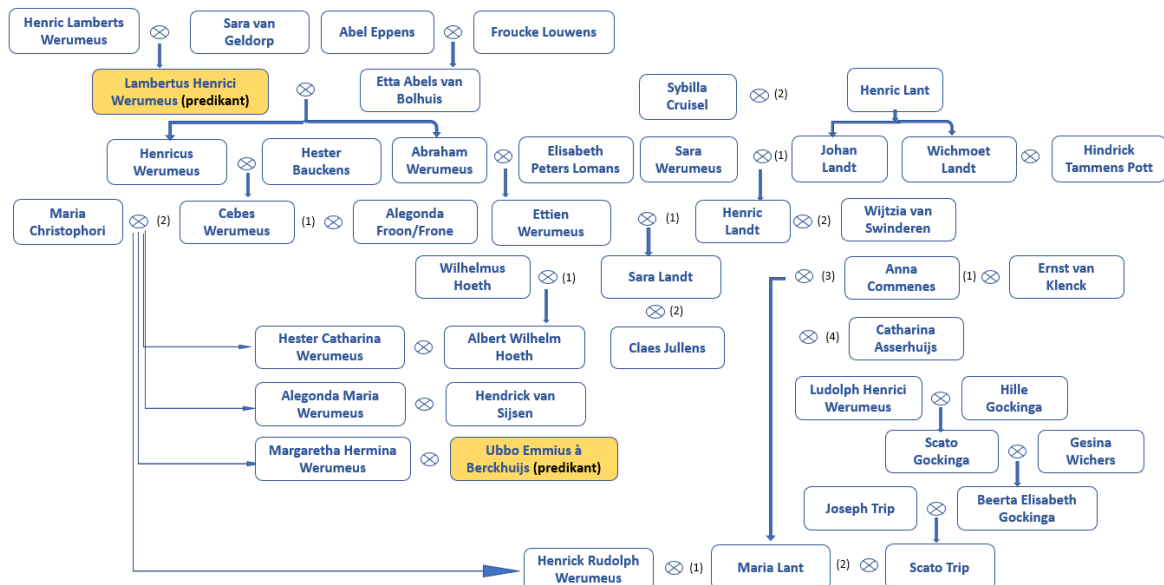 Henric Lamberts
Werumeus
Sara van
Geldorp
Abel Eppens
Froucke Louwens
Lambertus Henrici
Werumeus (predikant)
Etta Abels van
Bolhuis
Sybilla
Cruisel
(2)
Henric Lant
Henricus
Werumeus
Hester
Bauckens
Abraham
Werumeus
Elisabeth
Peters Lomans
Sara
Werumeus
(1)
Johan
Landt
Wichmoet
Landt
Hindrick
Tammens Pott
Maria
Christophori
(2)
Cebes
Werumeus
(1)
Alegonda
Froon/Frone
Ettien
Werumeus
(1)
Henric
Landt
(2)
Wijtzia van
Swinderen
Wilhelmus
Hoeth
(1)
Sara Landt
(3)
Anna
Commenes
(1)
Ernst van
Klenck
(2)
Hester Catharina
Werumeus
Albert Wilhelm
Hoeth
Claes Jullens
(4)
Catharina
Asserhuijs
Alegonda Maria
Werumeus
Hendrick van
Sijsen
Ludolph Henrici
Werumeus
Hille
Gockinga
Margaretha Hermina
Werumeus
Ubbo Emmius à
Berckhuijs (predikant)
Scato
Gockinga
Gesina
Wichers
Joseph Trip
Beerta Elisabeth
Gockinga
Henrick Rudolph
Werumeus
(1)
Maria Lant
(2)
Scato Trip